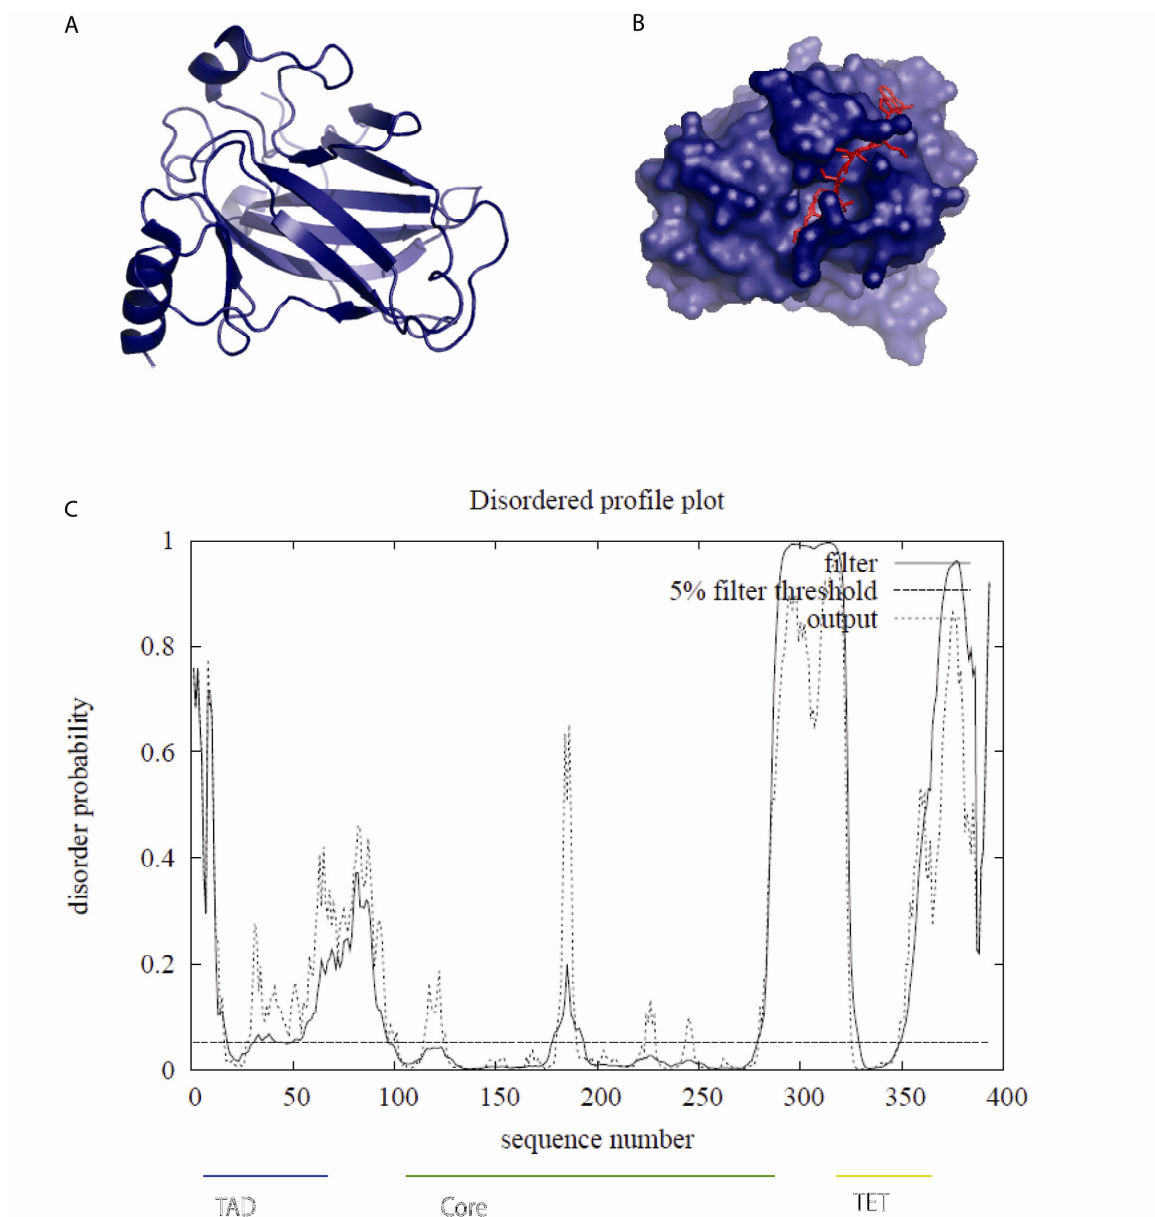 A
B
C
Disordered profile plot
1
0.8
0.6
0.4
0.2
0
disorder probability
filter
5% filter threshold
output
0 50 100 150 200 250 300 350 400
sequence number
TAD Core TET